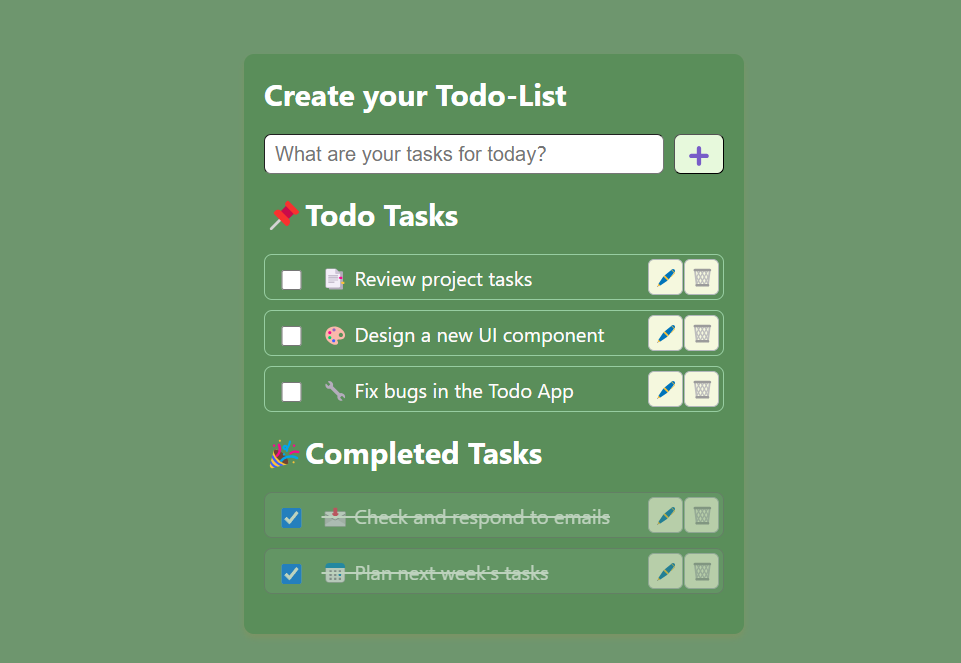 Create your Todo-List
What are your tasks for today?
Todo Tasks
Review project tasks
Design a new UI component
Fix bugs in the Todo App
Completed Tasks
Check and respond to emails
Plan next week's tasks